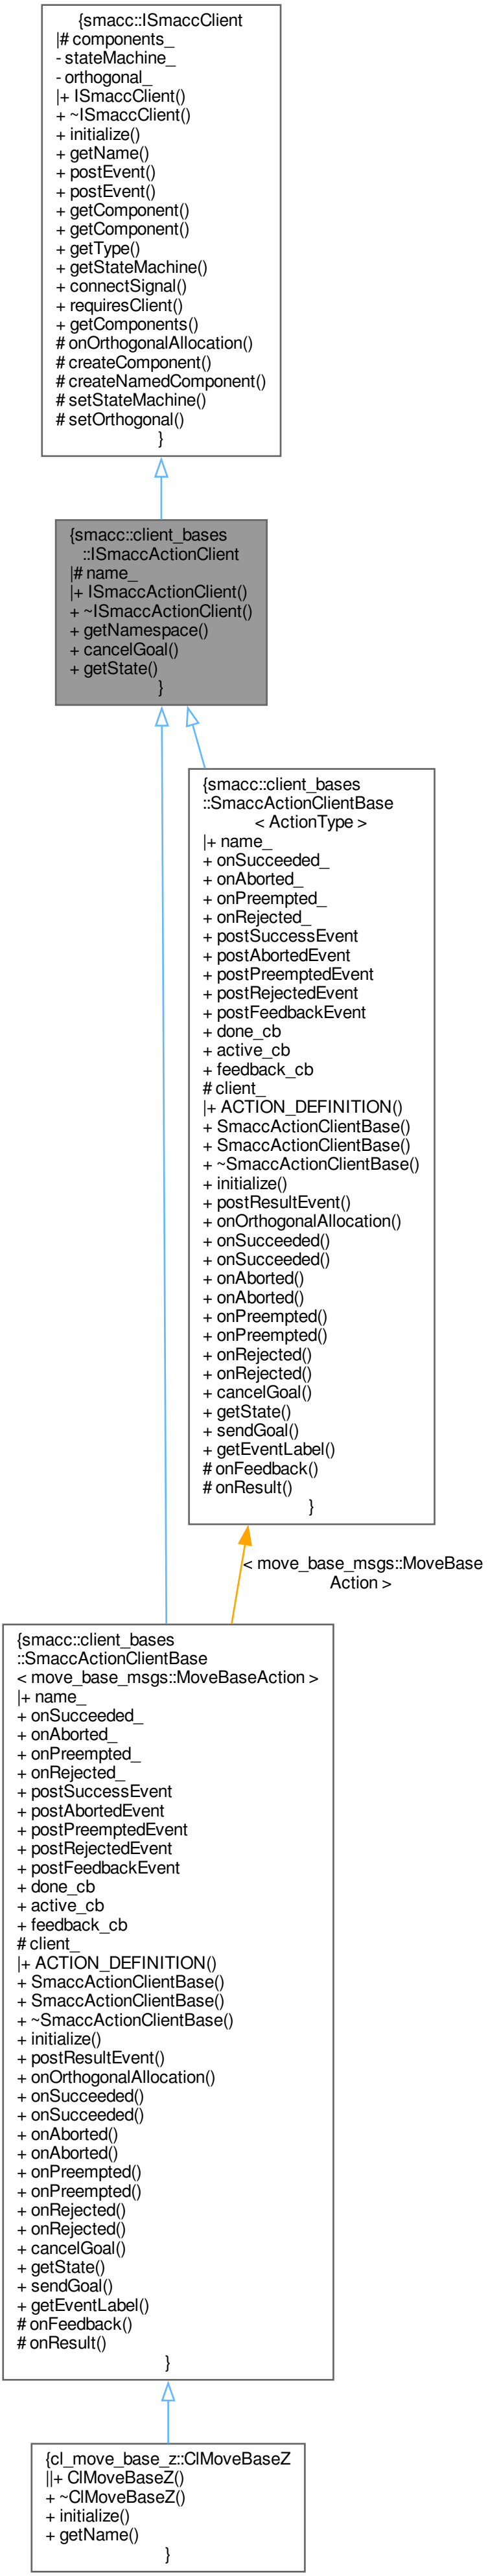 {smacc::ISmaccClient
|# components_
- stateMachine_
- orthogonal_
|+ ISmaccClient()
+ ~ISmaccClient()
+ initialize()
+ getName()
+ postEvent()
+ postEvent()
+ getComponent()
+ getComponent()
+ getType()
+ getStateMachine()
+ connectSignal()
+ requiresClient()
+ getComponents()
# onOrthogonalAllocation()
# createComponent()
# createNamedComponent()
# setStateMachine()
# setOrthogonal()
}
{smacc::client_bases
::ISmaccActionClient
|# name_
|+ ISmaccActionClient()
+ ~ISmaccActionClient()
+ getNamespace()
+ cancelGoal()
+ getState()
}
{smacc::client_bases
::SmaccActionClientBase
< ActionType >
|+ name_
+ onSucceeded_
+ onAborted_
+ onPreempted_
+ onRejected_
+ postSuccessEvent
+ postAbortedEvent
+ postPreemptedEvent
+ postRejectedEvent
+ postFeedbackEvent
+ done_cb
+ active_cb
+ feedback_cb
# client_
|+ ACTION_DEFINITION()
+ SmaccActionClientBase()
+ SmaccActionClientBase()
+ ~SmaccActionClientBase()
+ initialize()
+ postResultEvent()
+ onOrthogonalAllocation()
+ onSucceeded()
+ onSucceeded()
+ onAborted()
+ onAborted()
+ onPreempted()
+ onPreempted()
+ onRejected()
+ onRejected()
+ cancelGoal()
+ getState()
+ sendGoal()
+ getEventLabel()
# onFeedback()
# onResult()
}
< move_base_msgs::MoveBase
Action >
{smacc::client_bases
::SmaccActionClientBase
< move_base_msgs::MoveBaseAction >
|+ name_
+ onSucceeded_
+ onAborted_
+ onPreempted_
+ onRejected_
+ postSuccessEvent
+ postAbortedEvent
+ postPreemptedEvent
+ postRejectedEvent
+ postFeedbackEvent
+ done_cb
+ active_cb
+ feedback_cb
# client_
|+ ACTION_DEFINITION()
+ SmaccActionClientBase()
+ SmaccActionClientBase()
+ ~SmaccActionClientBase()
+ initialize()
+ postResultEvent()
+ onOrthogonalAllocation()
+ onSucceeded()
+ onSucceeded()
+ onAborted()
+ onAborted()
+ onPreempted()
+ onPreempted()
+ onRejected()
+ onRejected()
+ cancelGoal()
+ getState()
+ sendGoal()
+ getEventLabel()
# onFeedback()
# onResult()
}
{cl_move_base_z::ClMoveBaseZ
||+ ClMoveBaseZ()
+ ~ClMoveBaseZ()
+ initialize()
+ getName()
}